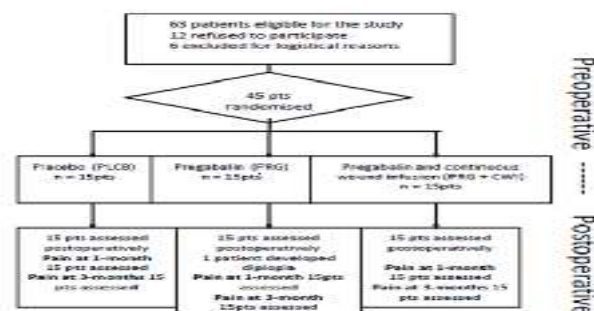 63 patients eligible for the study
12 refused to participate
6 excluded for logistical reasons
45 pts
randomised
Placebo (PLCB)
n = 15pts
Pregabalin (PRG)
n = 15pts
Pregabalin and continuous
wound infusion (PRG + CWI)
n = 15pts
15 pts assessed
postoperatively
Pain at 1-month
15 pts assessed
Pain at 3-months 15
pts assessed
15 pts assessed
postoperatively
1 patient developed
diplopia
Pain at 1-month 15pts
assessed
Pain at 3-month
15pts assessed
15 pts assessed
postoperatively
Pain at 1-month
15 pts assessed
Pain at 3-months 15
pts assessed
Preoperative ------ Postoperative